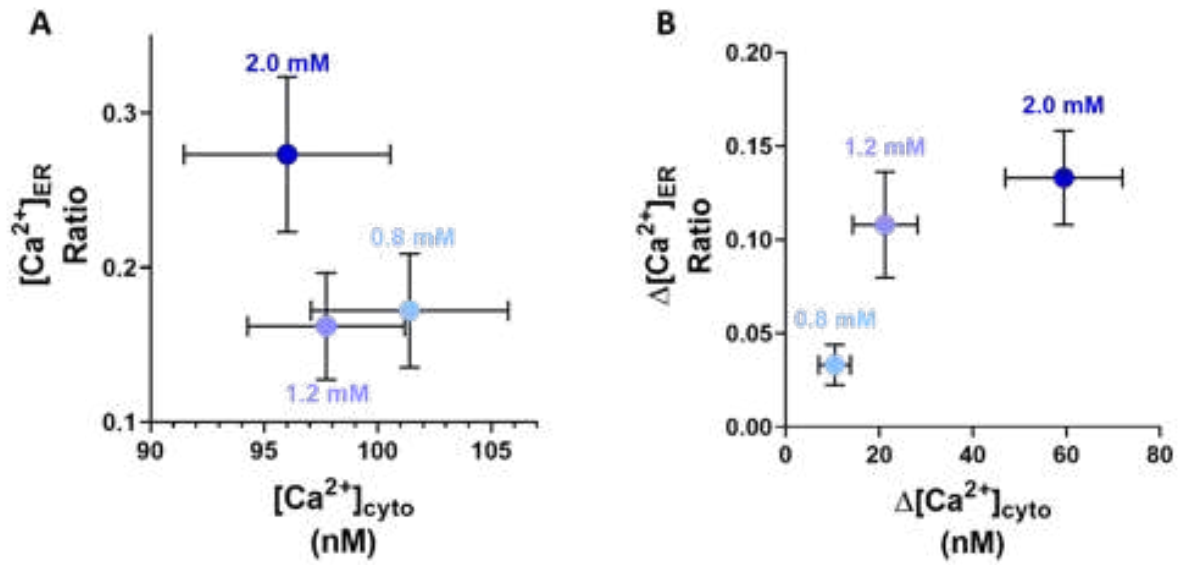 A
[Ca²⁺]ER
Ratio
0.3
0.2
0.1
2.0 mM
0.8 mM
1.2 mM
90
95
100
105
[Ca²⁺]cyto
(nM)
B
Δ[Ca²⁺]ER
Ratio
0.20
0.15
0.10
0.05
0.00
2.0 mM
1.2 mM
0.8 mM
0
20
40
60
80
Δ[Ca²⁺]cyto
(nM)